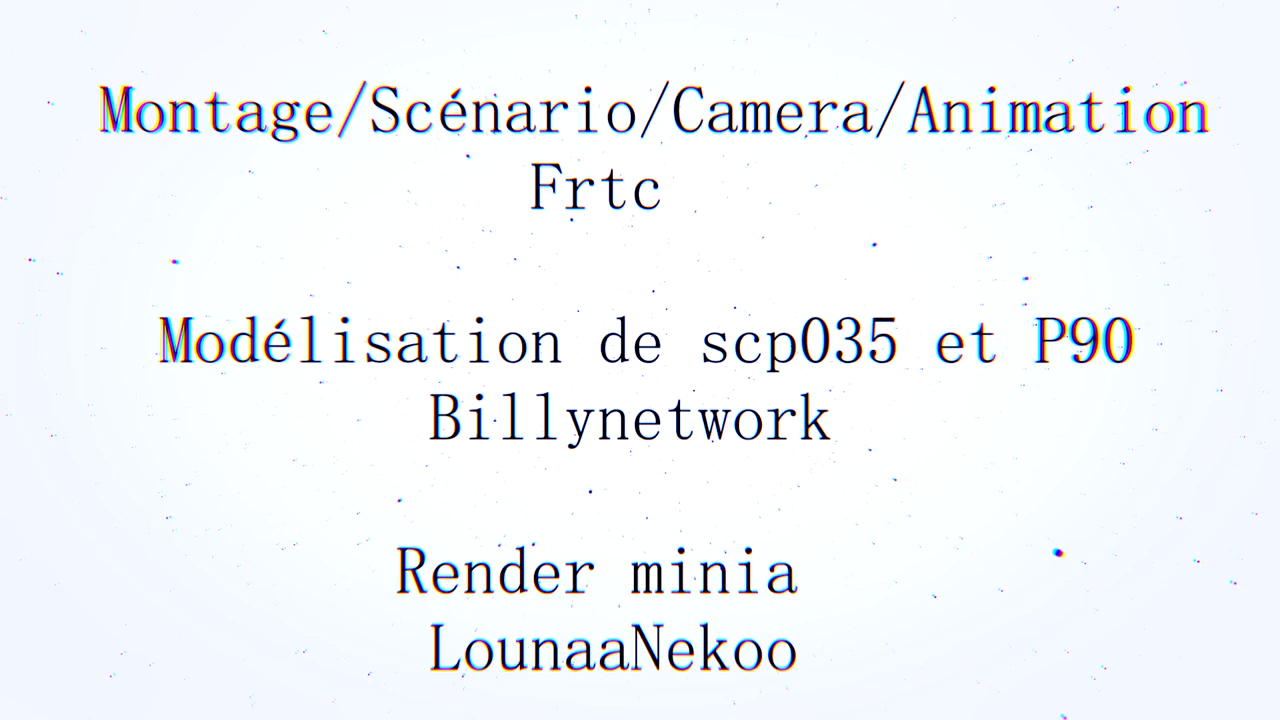 Montage/Scénario/Camera/Animation
Frtc
Modélisation de scp035 et P90
Billynetwork
Render minia
LounaaNekoo